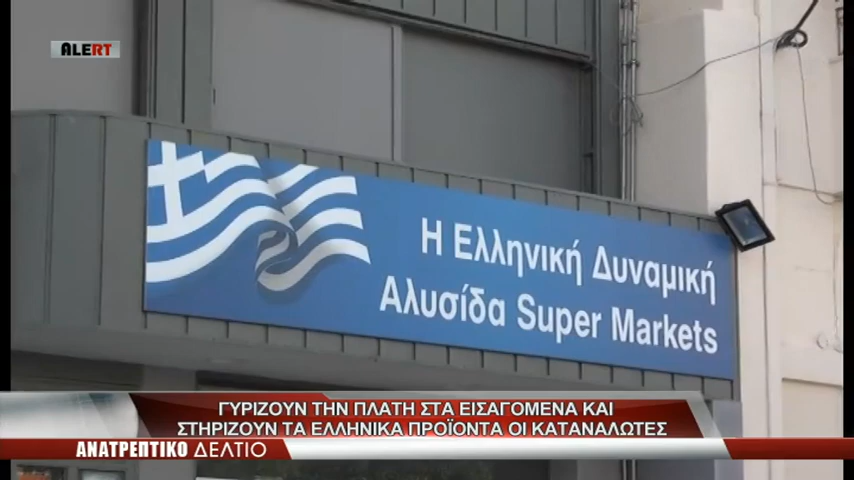 ALERT
Η Ελληνική Δυναμική
Αλυσίδα Super Markets
ΓΥΡΙΖΟΥΝ ΤΗΝ ΠΛΑΤΗ ΣΤΑ ΕΙΣΑΓΟΜΕΝΑ ΚΑΙ
ΣΤΗΡΙΖΟΥΝ ΤΑ ΕΛΛΗΝΙΚΑ ΠΡΟΪΟΝΤΑ ΟΙ ΚΑΤΑΝΑΛΩΤΕΣ
ΑΝΑΤΡΕΠΤΙΚΟ ΔΕΛΤΙΟ